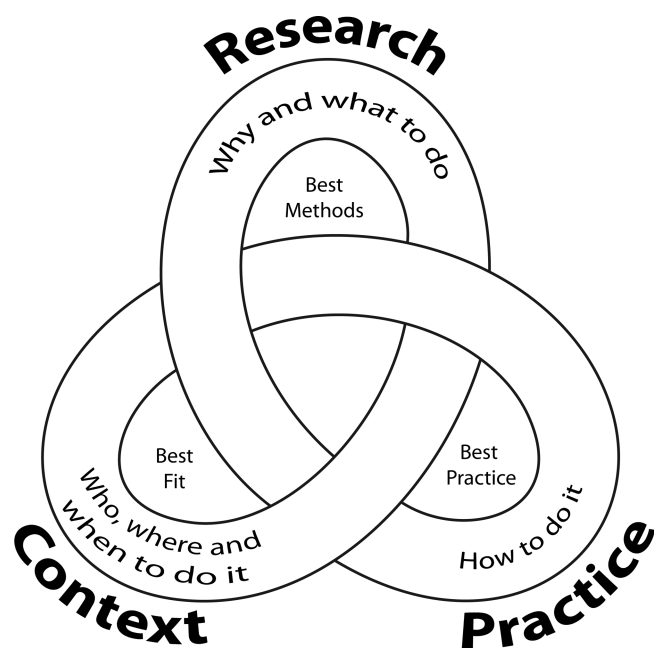 Research
Why and what to do
Best
Methods
Best
Fit
Who, where and
when to do it
Context
Best
Practice
How to do it
Practice